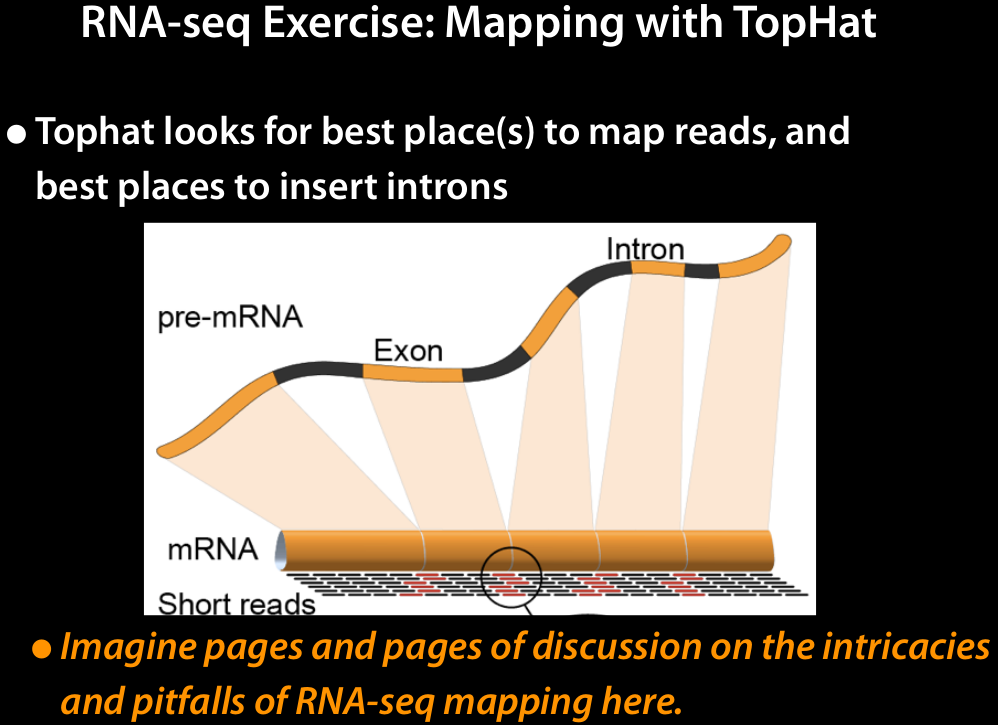 RNA-seq Exercise: Mapping with TopHat
● Tophat looks for best place(s) to map reads, and
best places to insert introns
Intron
pre-mRNA
Exon
mRNA
Short reads
● Imagine pages and pages of discussion on the intricacies
and pitfalls of RNA-seq mapping here.